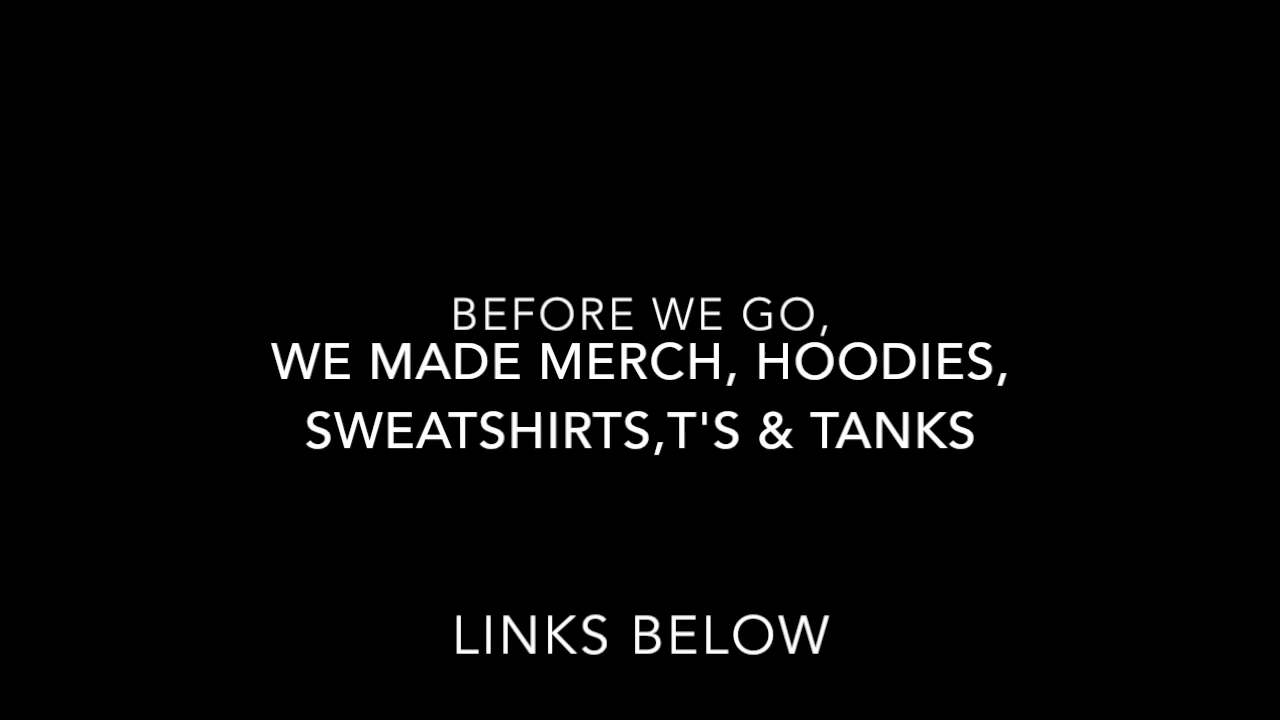 BEFORE WE GO,
WE MADE MERCH, HOODIES,
SWEATSHIRTS,T'S & TANKS
LINKS BELOW